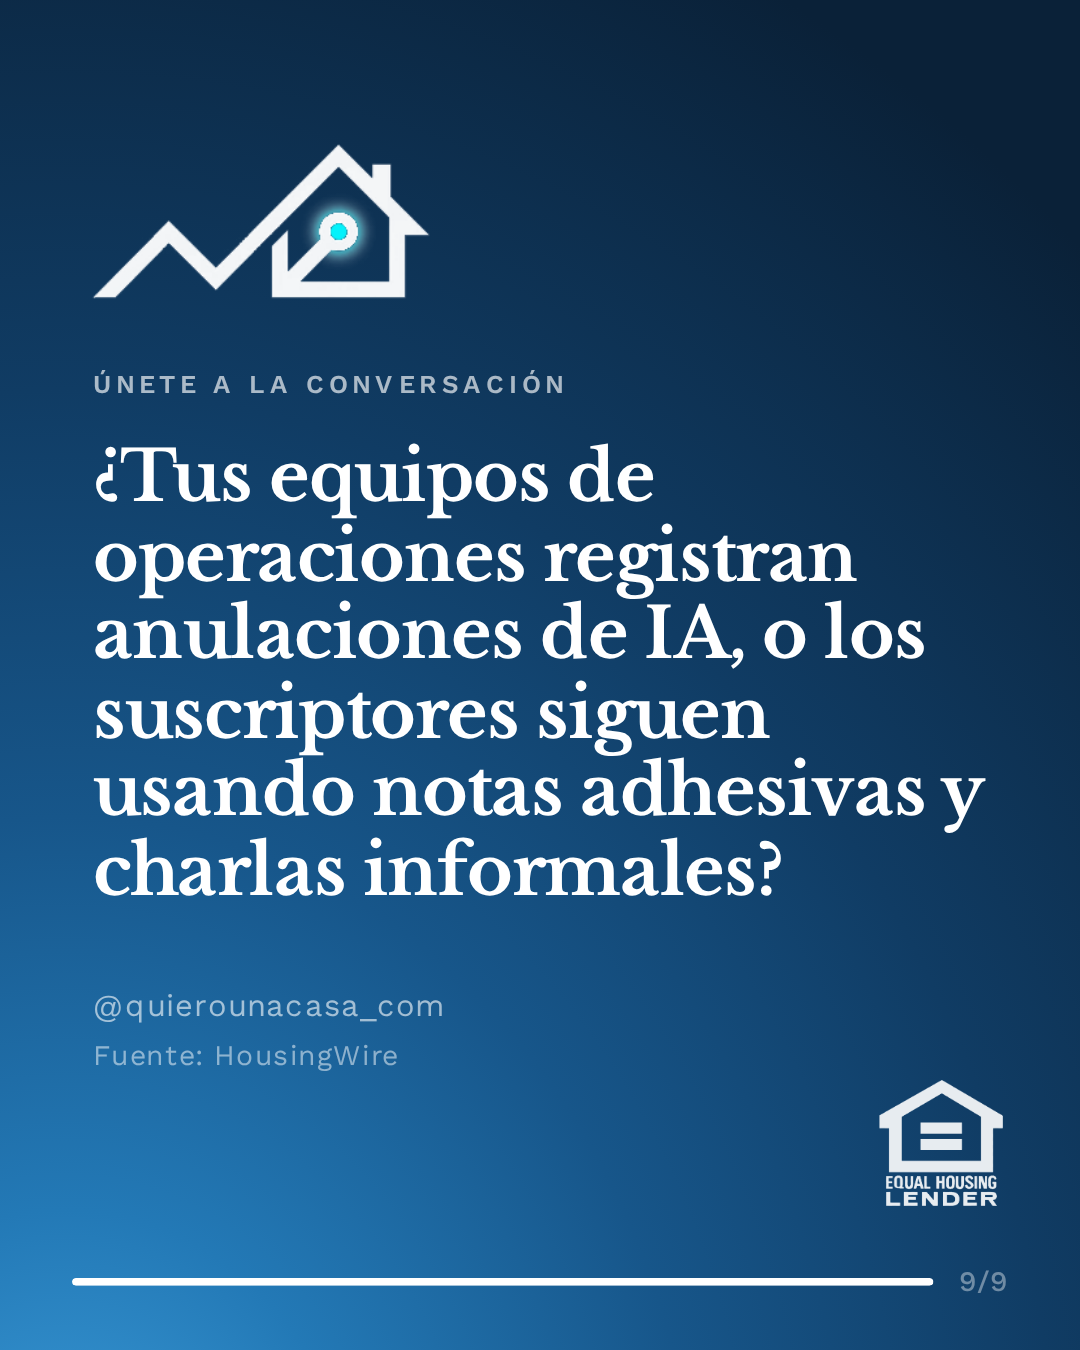 ÚNETE A LA CONVERSACIÓN
¿Tus equipos de
operaciones registran
anulaciones de IA, o los
suscriptores siguen
usando notas adhesivas y
charlas informales?
@quierounacasa_com
Fuente: HousingWire
EQUAL HOUSING
LENDER
9/9